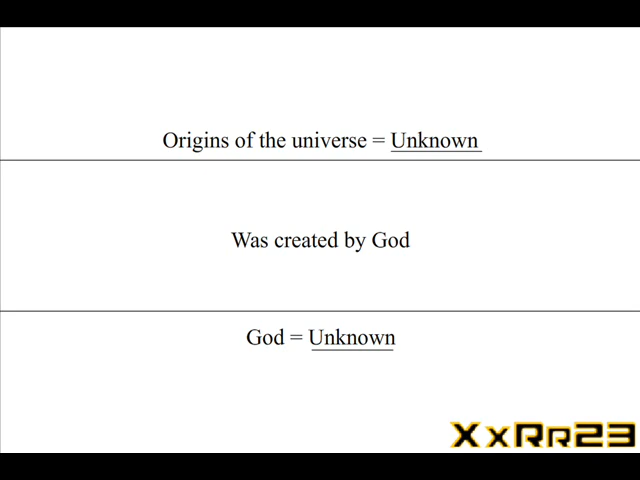 Origins of the universe = Unknown
Was created by God
God = Unknown
XxRr23